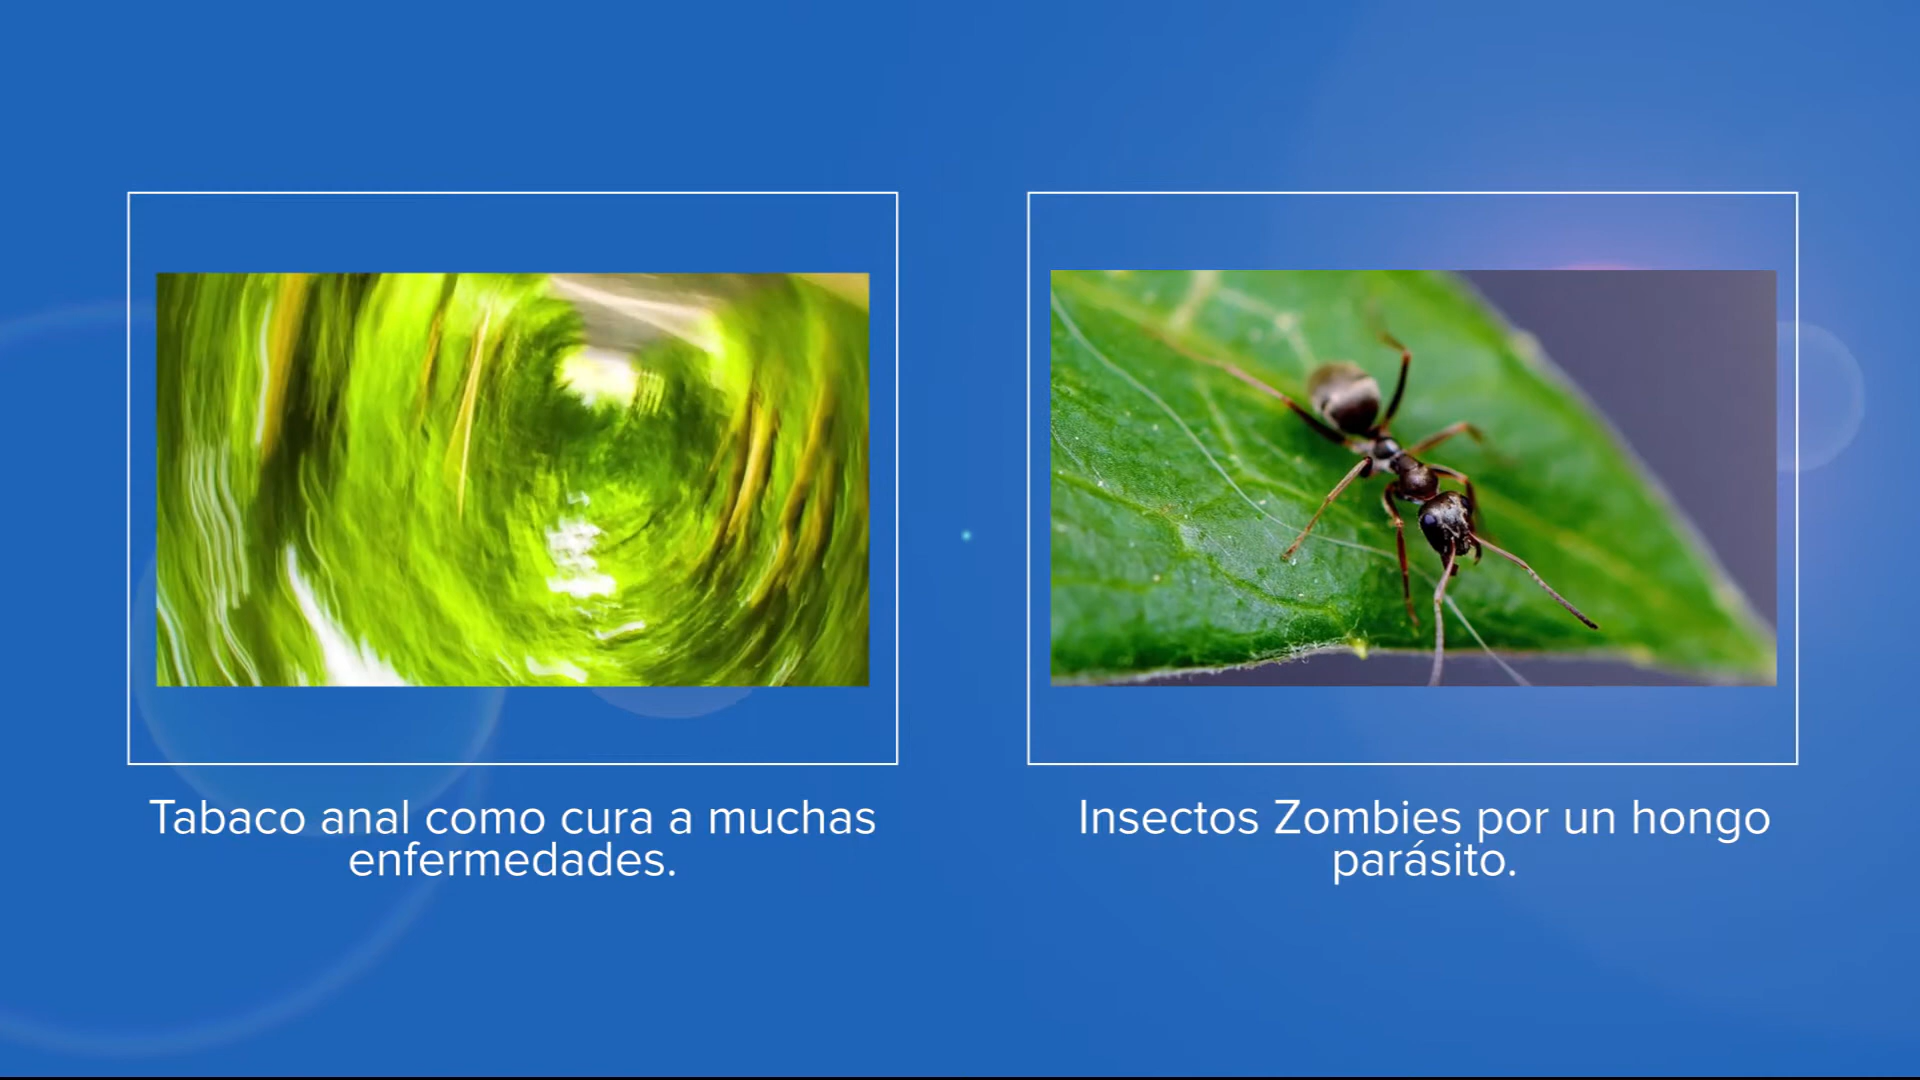 Tabaco anal como cura a muchas
enfermedades.
Insectos Zombies por un hongo
parásito.